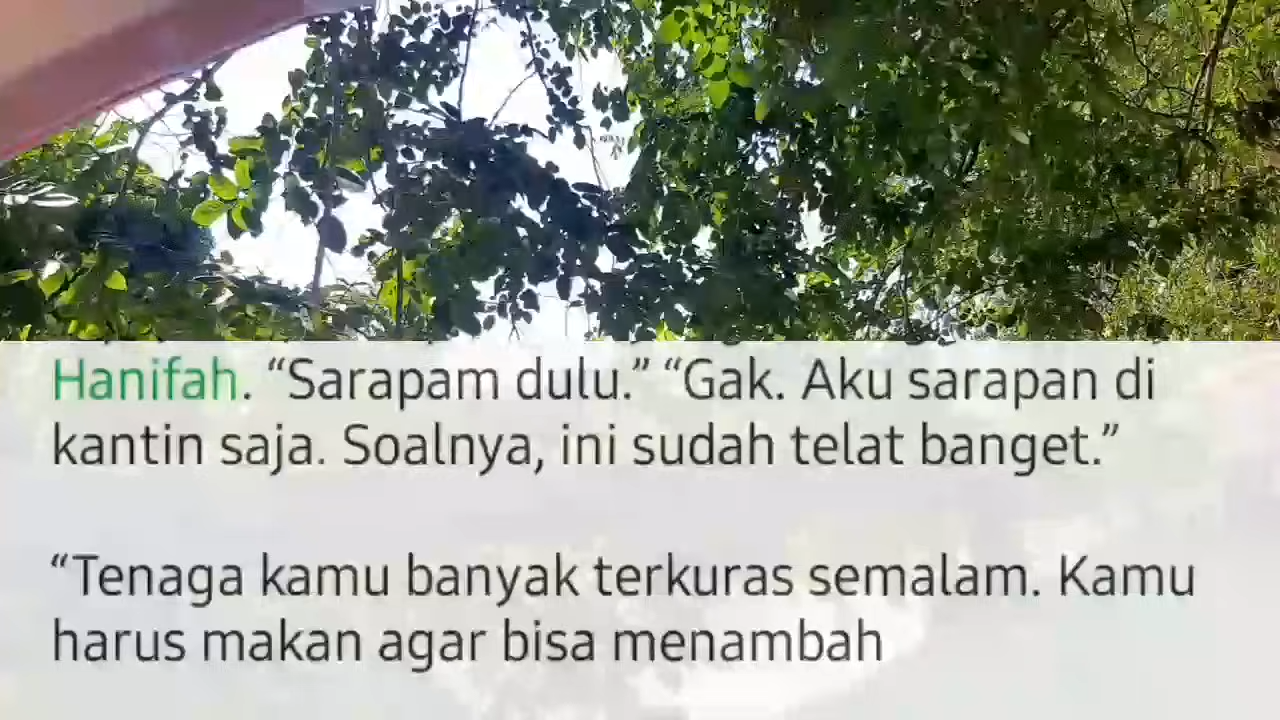 Hanifah. “Sarapam dulu.” “Gak. Aku sarapan di
kantin saja. Soalnya, ini sudah telat banget.”
“Tenaga kamu banyak terkuras semalam. Kamu
harus makan agar bisa menambah